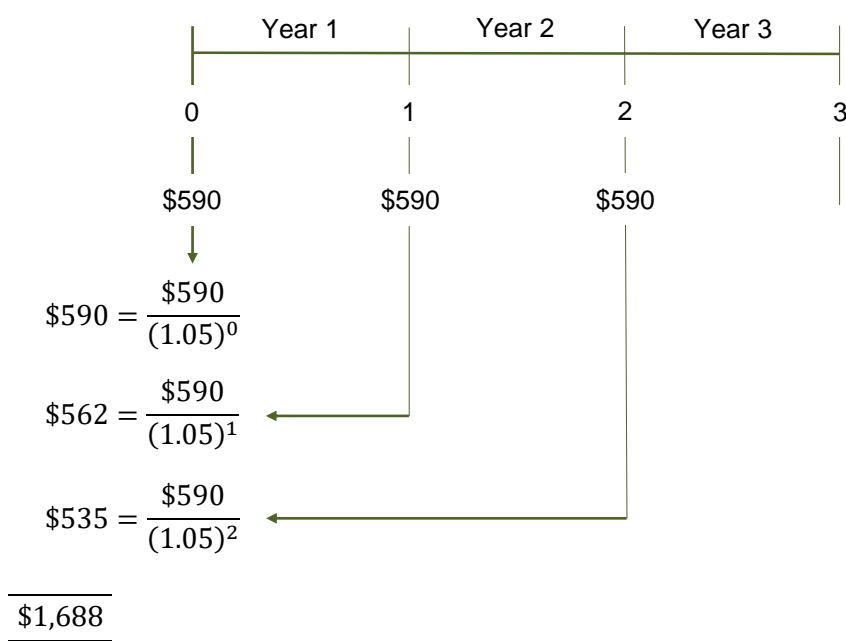 Year 1 Year 2 Year 3
0 1 2 3
$590 $590 $590
$590 = $590 / (1.05)^0
$562 = $590 / (1.05)^1
$535 = $590 / (1.05)^2
$1,688